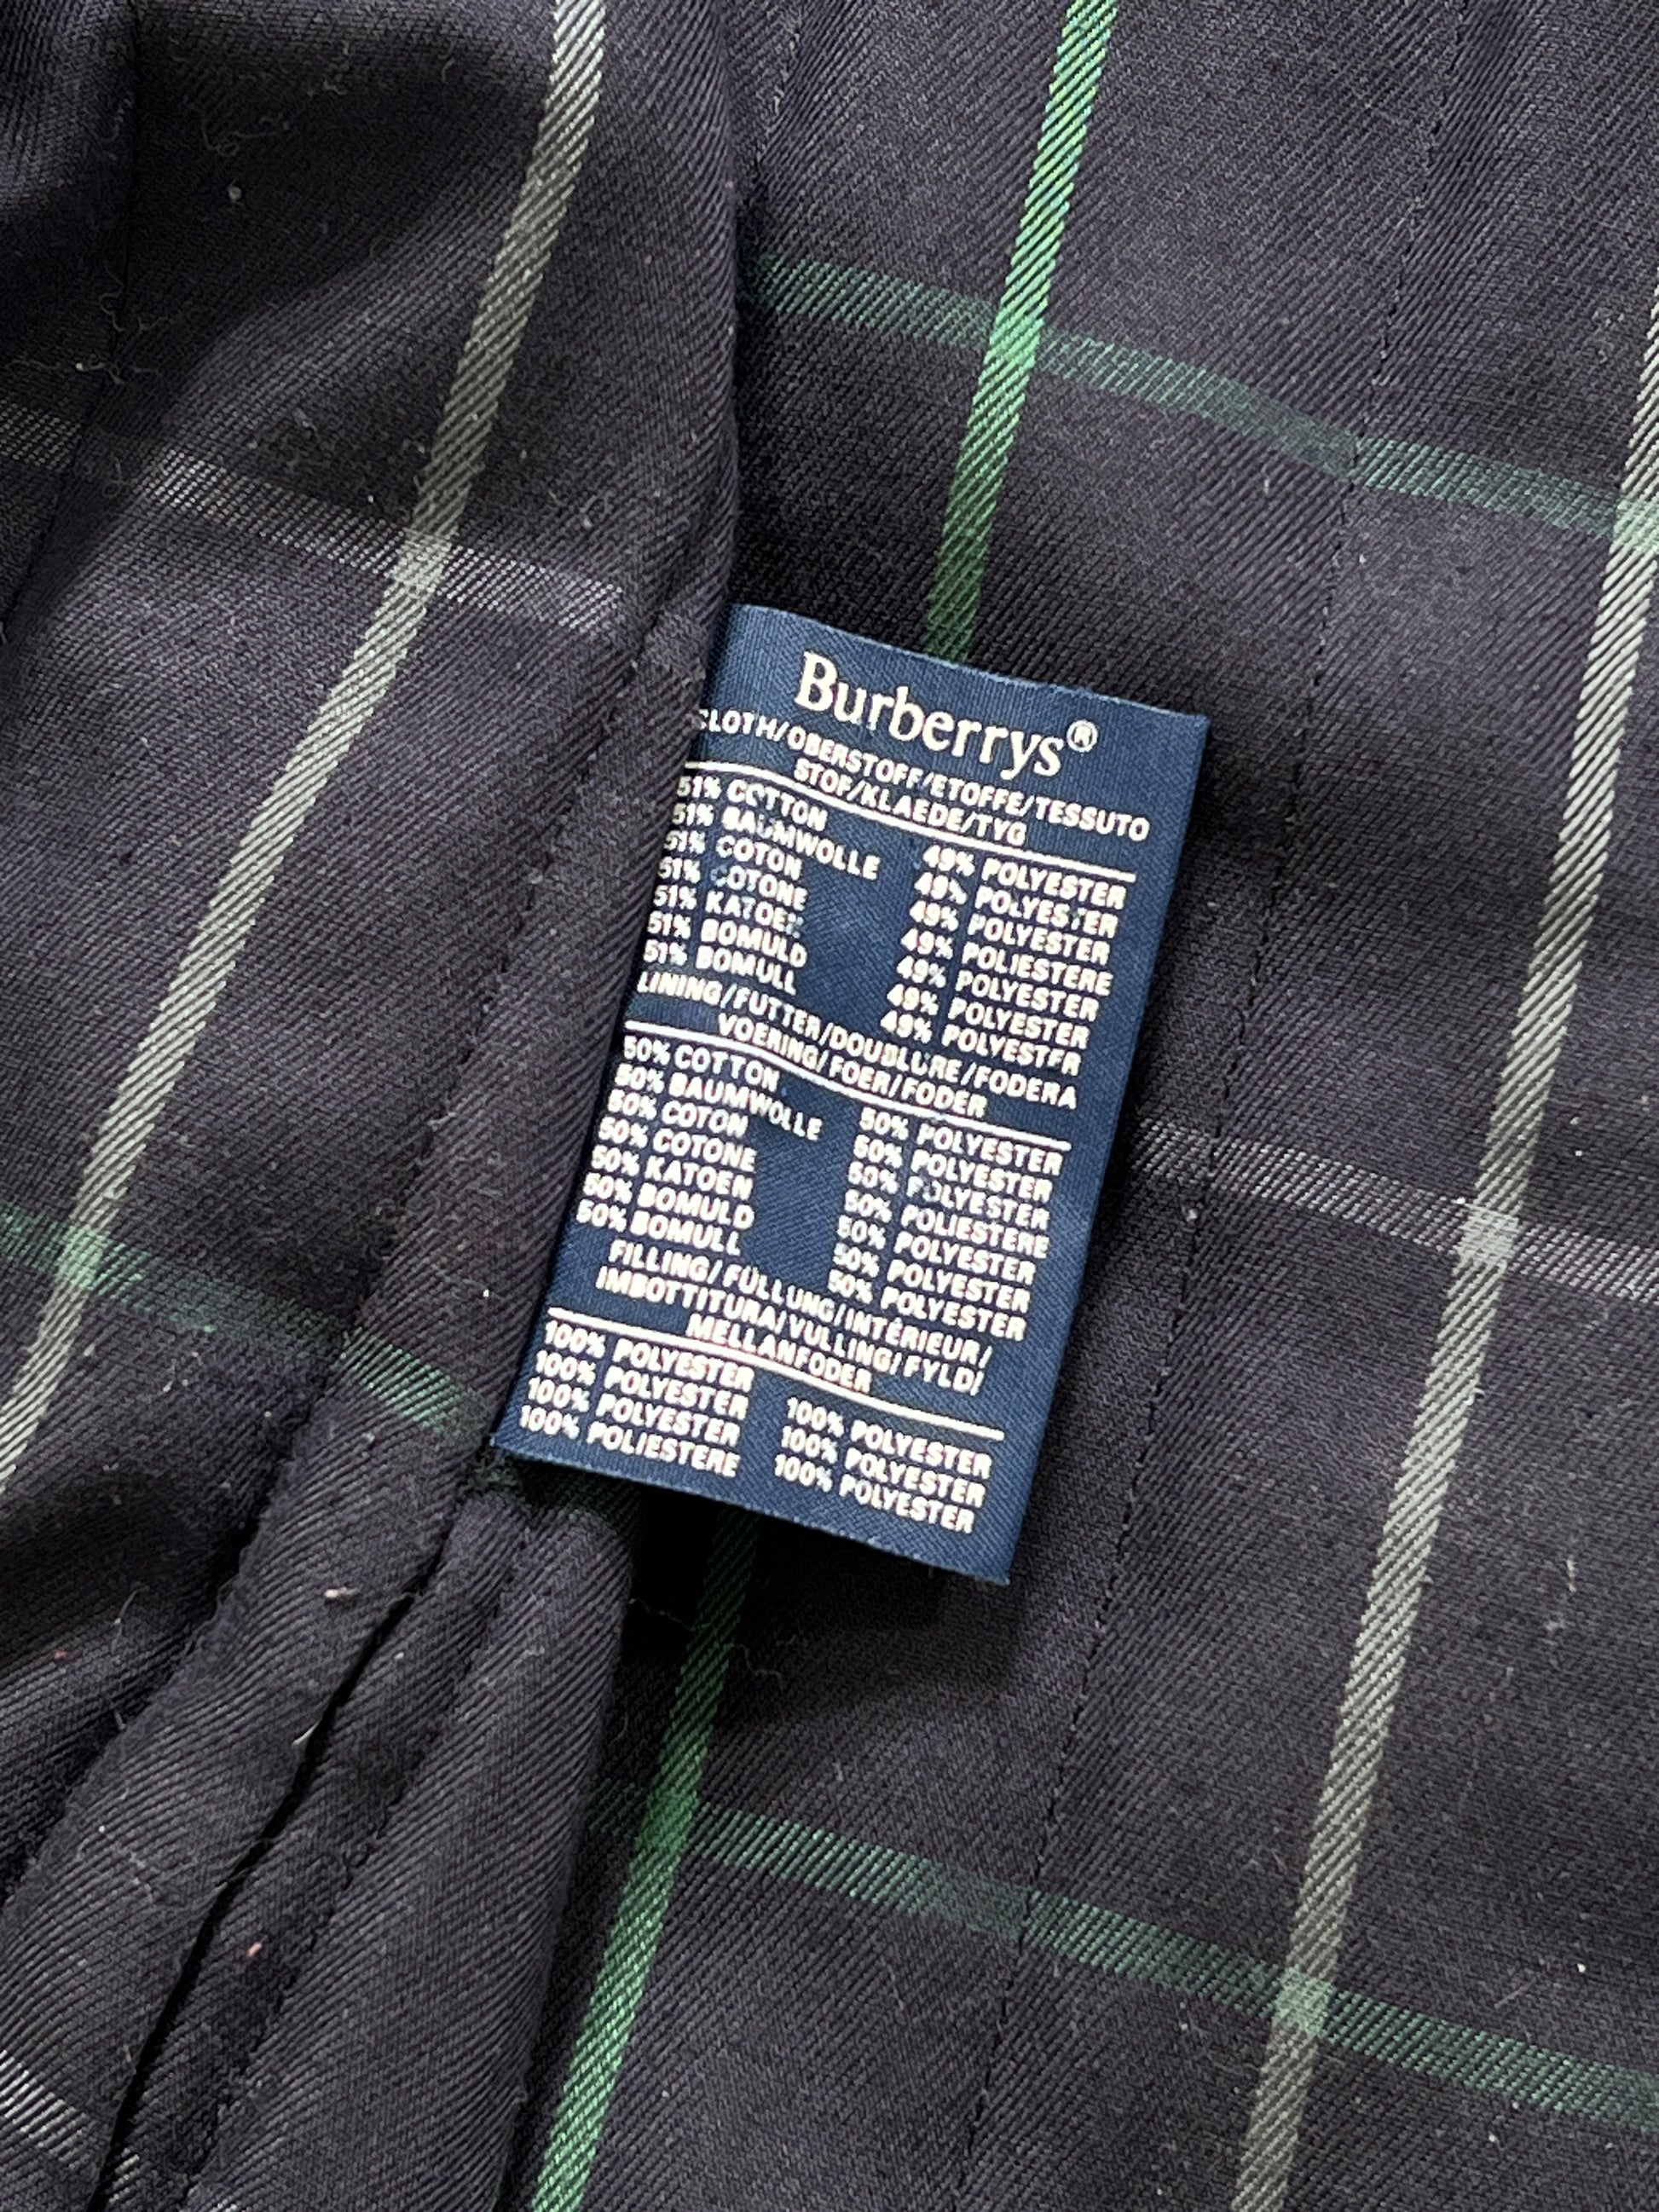 Burberrys®
CLOTH/OBERSTOFF/ETOFFE/TESSUTO
STOF/KLAEDE/TYG
51% COTTON 49% POLYESTER
51% BAUMWOLLE 49% POLYESTER
51% COTON 49% POLYESTER
51% COTONE 49% POLIESTERE
51% KATOEN 49% POLYESTER
51% BOMULD 49% POLYESTER
51% BOMULL 49% POLYESTER
LINING/FUTTER/DOUBLURE/FODERA
VOERING/FOER/FODER
50% COTTON 50% POLYESTER
50% BAUMWOLLE 50% POLYESTER
50% COTON 50% POLYESTER
50% COTONE 50% POLIESTERE
50% KATOEN 50% POLYESTER
50% BOMULD 50% POLYESTER
50% BOMULL 50% POLYESTER
FILLING/FÜLLUNG/INTÉRIEUR/
IMBOTTITURA/VULLING/FYLD/
MELLANFODER
100% POLYESTER 100% POLYESTER
100% POLYESTER 100% POLYESTER
100% POLYESTER 100% POLYESTER
100% POLIESTERE